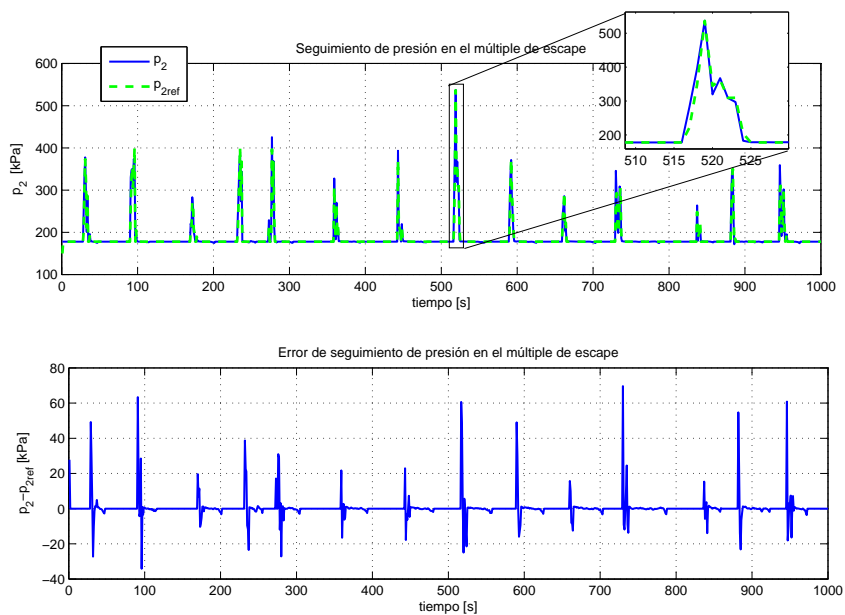 Seguimiento de presión en el múltiple de escape
p2
p2ref
600
500
400
300
200
100
p2 [kPa]
0 100 200 300 400 500 600 700 800 900 1000
tiempo [s]
500
400
300
200
510 515 520 525
Error de seguimiento de presión en el múltiple de escape
80
60
40
20
0
−20
−40
p2−p2ref [kPa]
0 100 200 300 400 500 600 700 800 900 1000
tiempo [s]